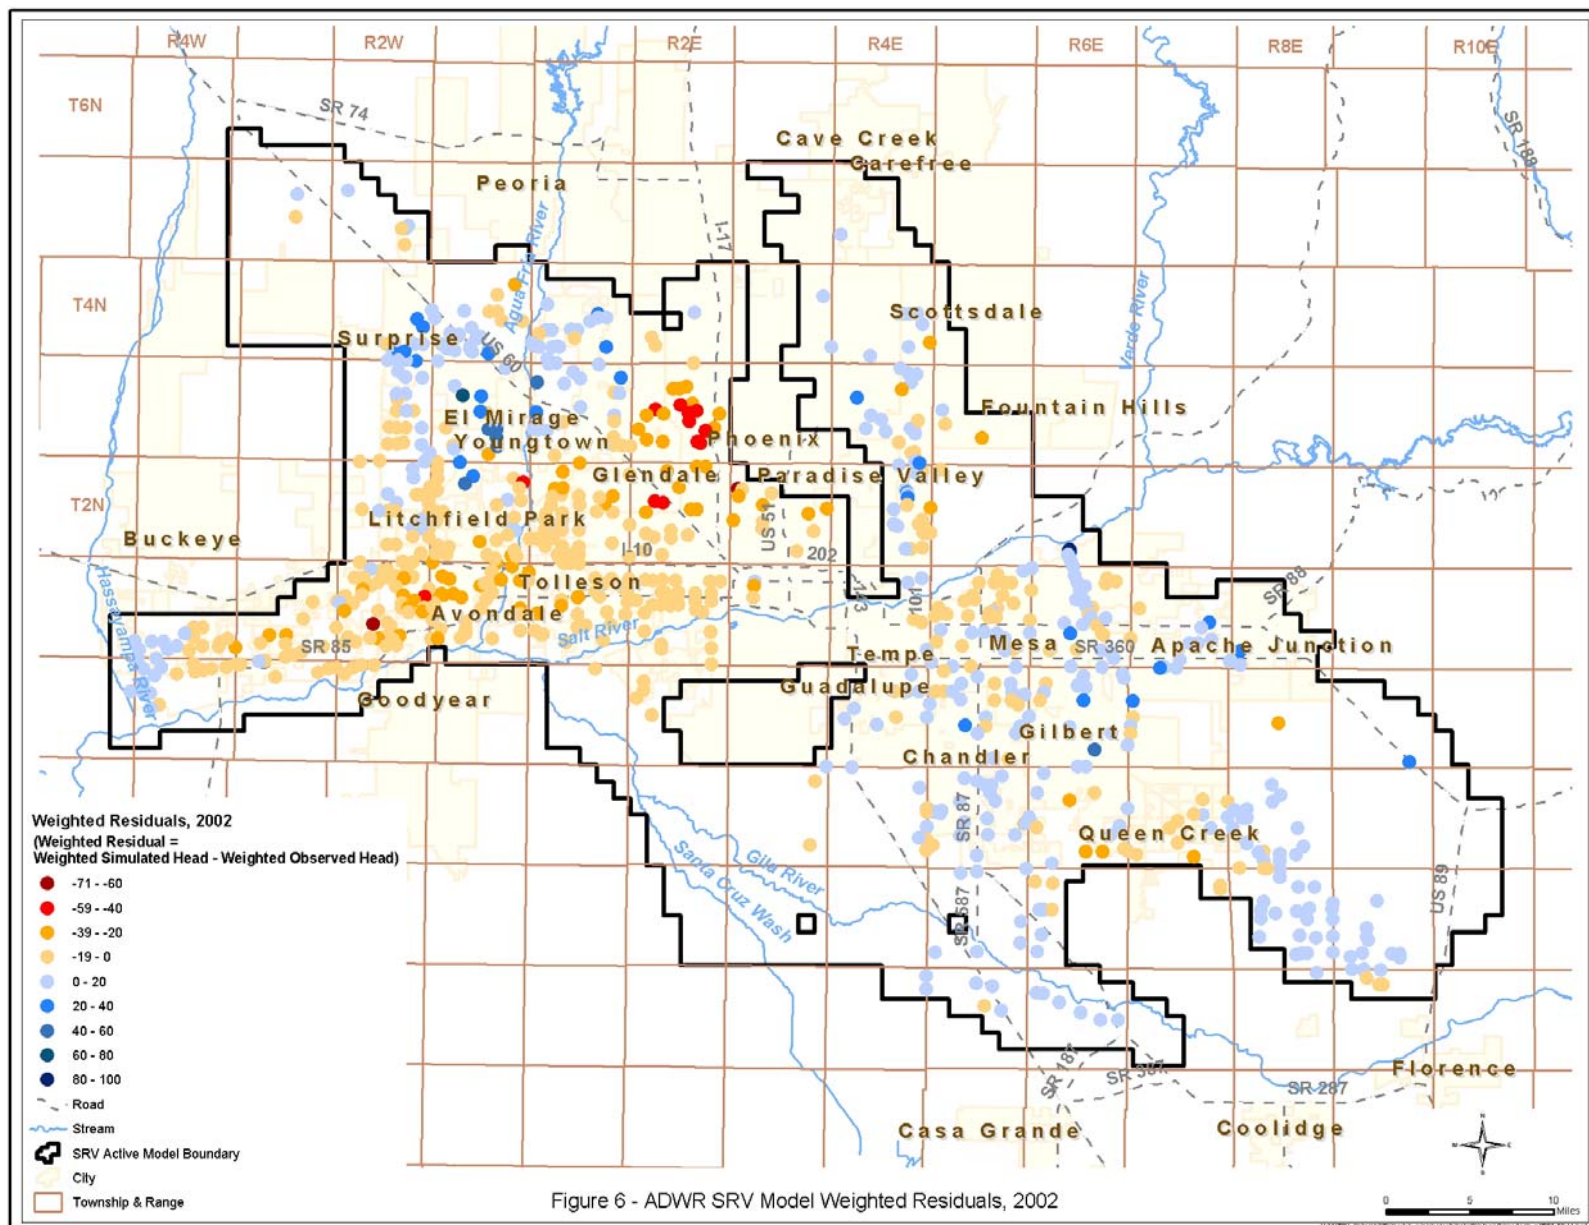 R4W
R2W
R2E
R4E
R6E
R8E
R10E
T6N
SR 74
SR 188
Cave Creek
Carefree
Peoria
I-17
Agua Fria River
T4N
Verde River
Scottsdale
Surprise
US 60
Fountain Hills
El Mirage
Youngtown
Phoenix
Glendale
Paradise Valley
T2N
Litchfield Park
US 51
Buckeye
I-10
202
Hassayampa River
Tolleson
143
101
SR 88
Avondale
Salt River
SR 85
Tempe
Mesa
SR 360
Apache Junction
Guadalupe
Goodyear
Gilbert
Chandler
SR 87
Queen Creek
Gila River
Santa Cruz Wash
US 89
SR 587
Weighted Residuals, 2002
(Weighted Residual =
Weighted Simulated Head - Weighted Observed Head)
-71 - -60
-59 - -40
-39 - -20
-19 - 0
0 - 20
20 - 40
40 - 60
60 - 80
80 - 100
Road
Stream
SRV Active Model Boundary
City
Township & Range
SR 187
SR 387
SR 287
Florence
Casa Grande
Coolidge
N
W
E
S
Figure 6 - ADWR SRV Model Weighted Residuals, 2002
0 5 10
Miles